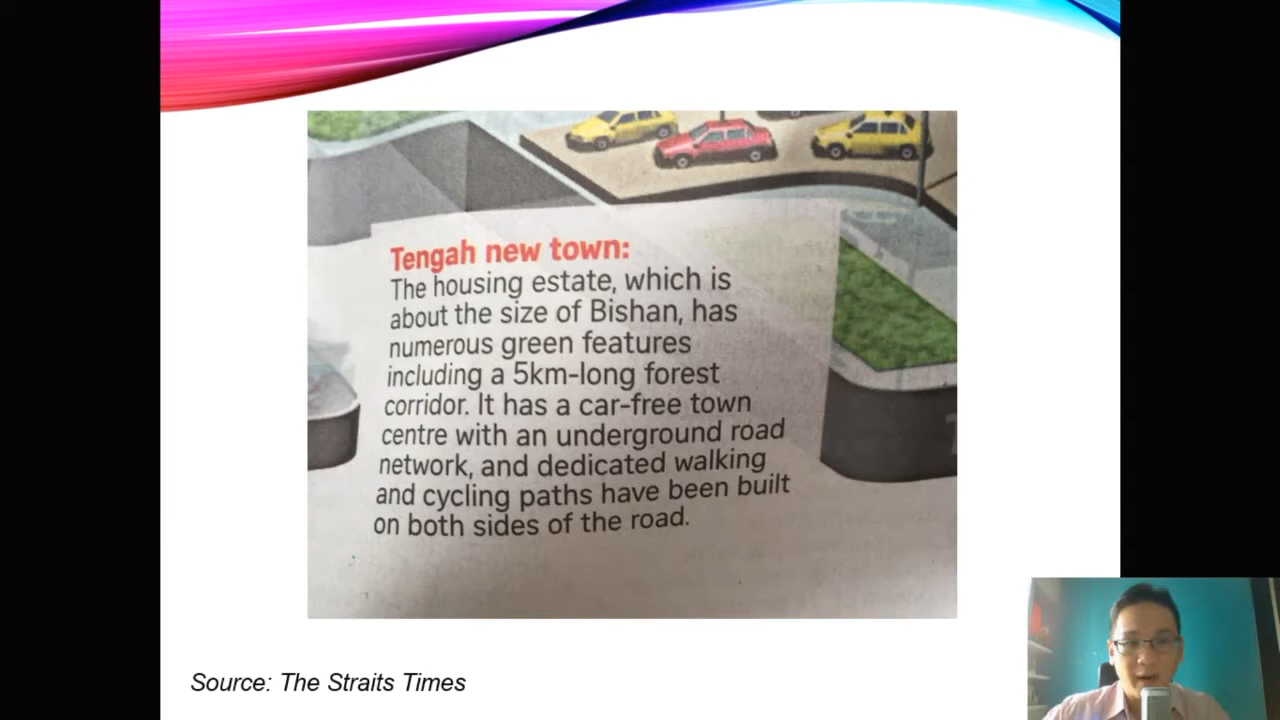 Tengah new town:
The housing estate, which is
about the size of Bishan, has
numerous green features
including a 5km-long forest
corridor. It has a car-free town
centre with an underground road
network, and dedicated walking
and cycling paths have been built
on both sides of the road.
Source: The Straits Times